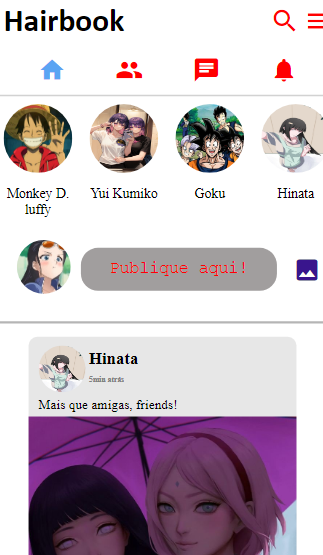 Hairbook
Monkey D.
luffy
Yui Kumiko
Goku
Hinata
Publique aqui!
Hinata
5min atrás
Mais que amigas, friends!